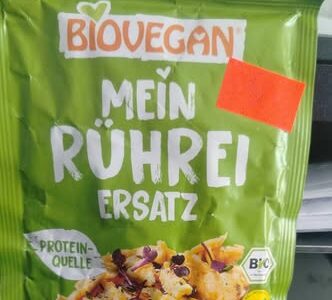 BIOVEGAN
MEIN
RÜHREI
ERSATZ
PROTEIN-
QUELLE
BIO